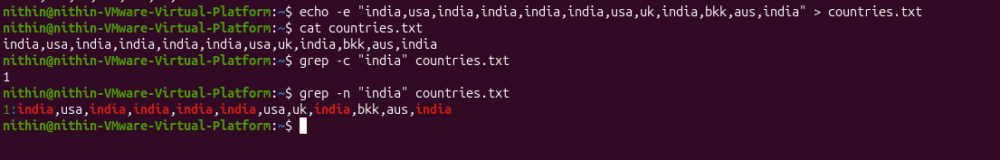 nithin@nithin-VMware-Virtual-Platform:~$ echo -e "india,usa,india,india,india,india,usa,uk,india,bkk,aus,india" > countries.txt
nithin@nithin-VMware-Virtual-Platform:~$ cat countries.txt
india,usa,india,india,india,india,usa,uk,india,bkk,aus,india
nithin@nithin-VMware-Virtual-Platform:~$ grep -c "india" countries.txt
1
nithin@nithin-VMware-Virtual-Platform:~$ grep -n "india" countries.txt
1:india,usa,india,india,india,india,usa,uk,india,bkk,aus,india
nithin@nithin-VMware-Virtual-Platform:~$